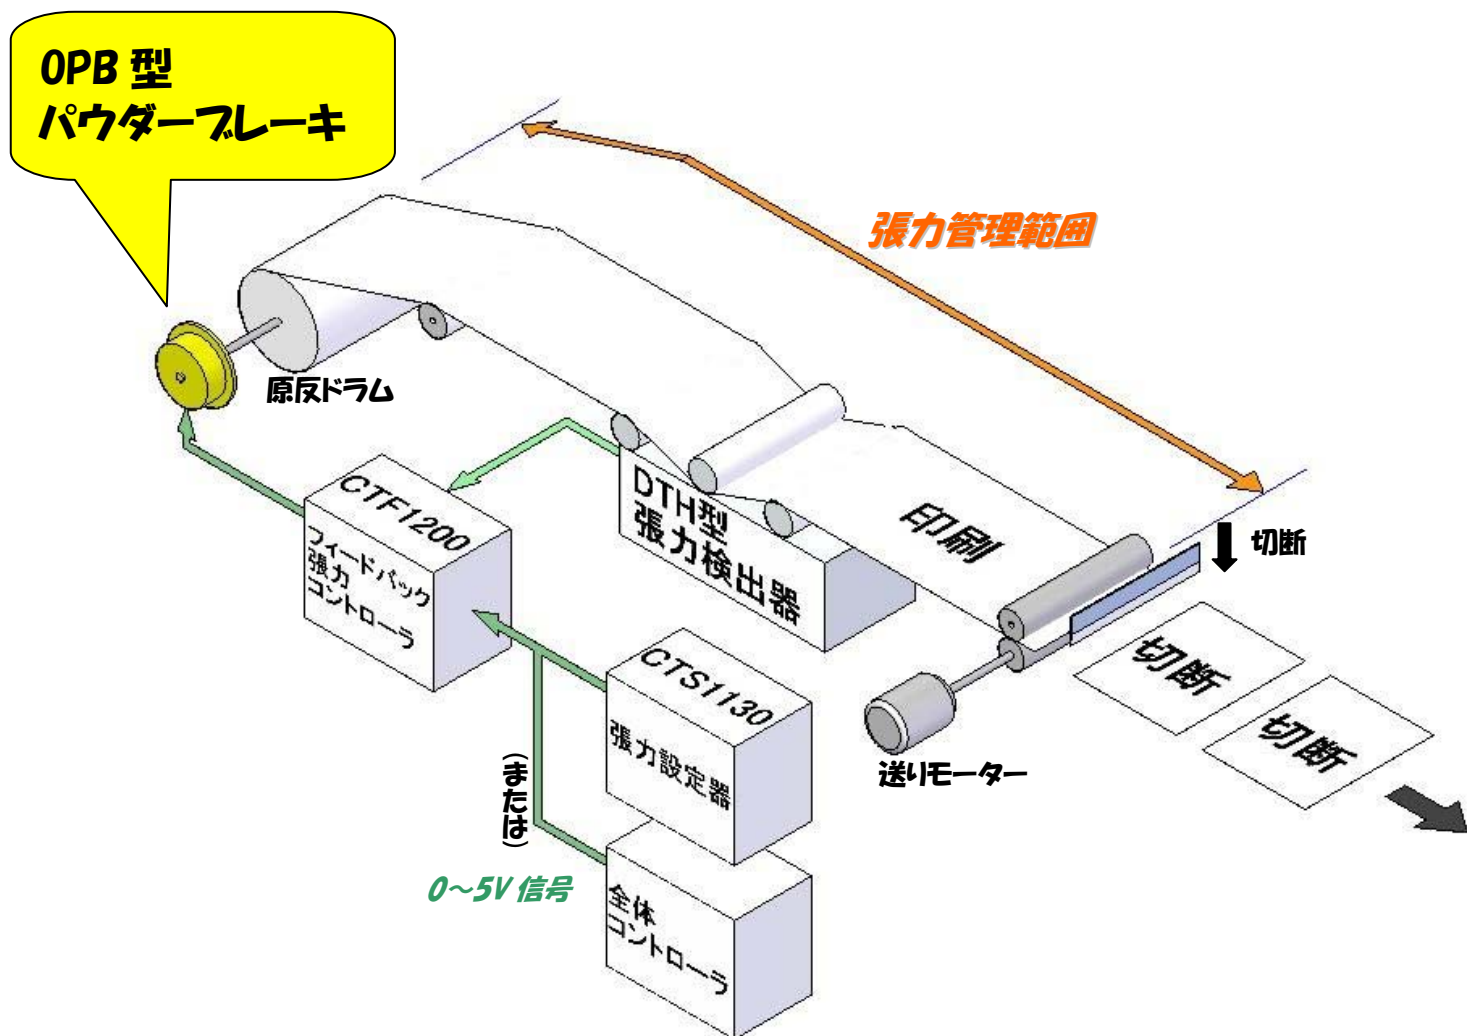 OPB 型
パウダーブレーキ
張力管理範囲
原反ドラム
CTF1200
フィードバック
張力
コントローラ
DTH型
張力検出器
印刷
切断
CTS1130
張力設定器
送りモーター
切断
切断
(または)
0～5V 信号
全体
コントローラ